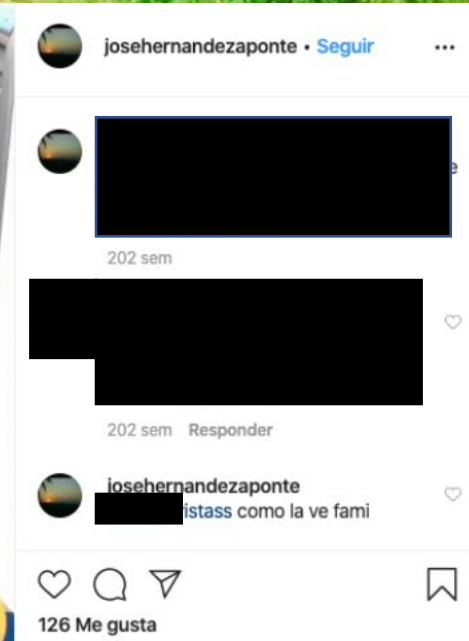 josehernandezaponte • Seguir
202 sem
202 sem Responder
josehernandezaponte
istass como la ve fami
126 Me gusta